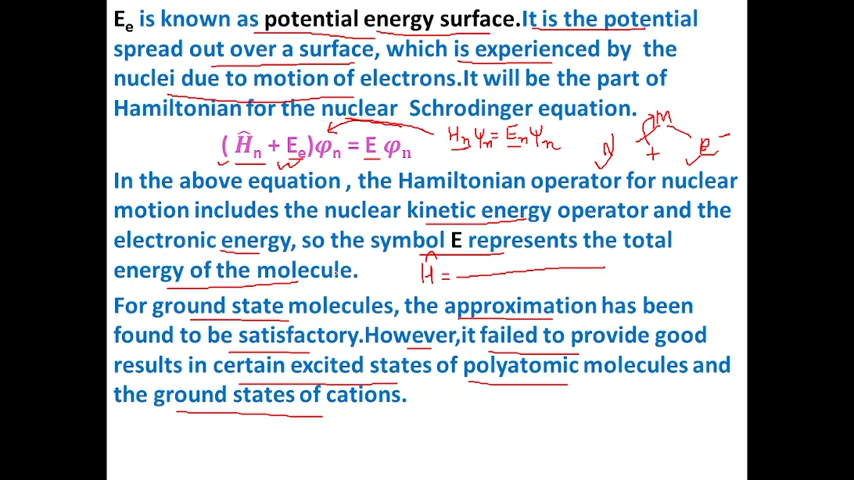 Eₑ is known as potential energy surface.It is the potential
spread out over a surface, which is experienced by the
nuclei due to motion of electrons.It will be the part of
Hamiltonian for the nuclear Schrodinger equation.
( Ĥₙ + Eₑ)φₙ = E φₙ
Hₙ ψₙ = Eₙ ψₙ
N + M e⁻
In the above equation , the Hamiltonian operator for nuclear
motion includes the nuclear kinetic energy operator and the
electronic energy, so the symbol E represents the total
energy of the molecule.
Ĥ =
For ground state molecules, the approximation has been
found to be satisfactory.However,it failed to provide good
results in certain excited states of polyatomic molecules and
the ground states of cations.